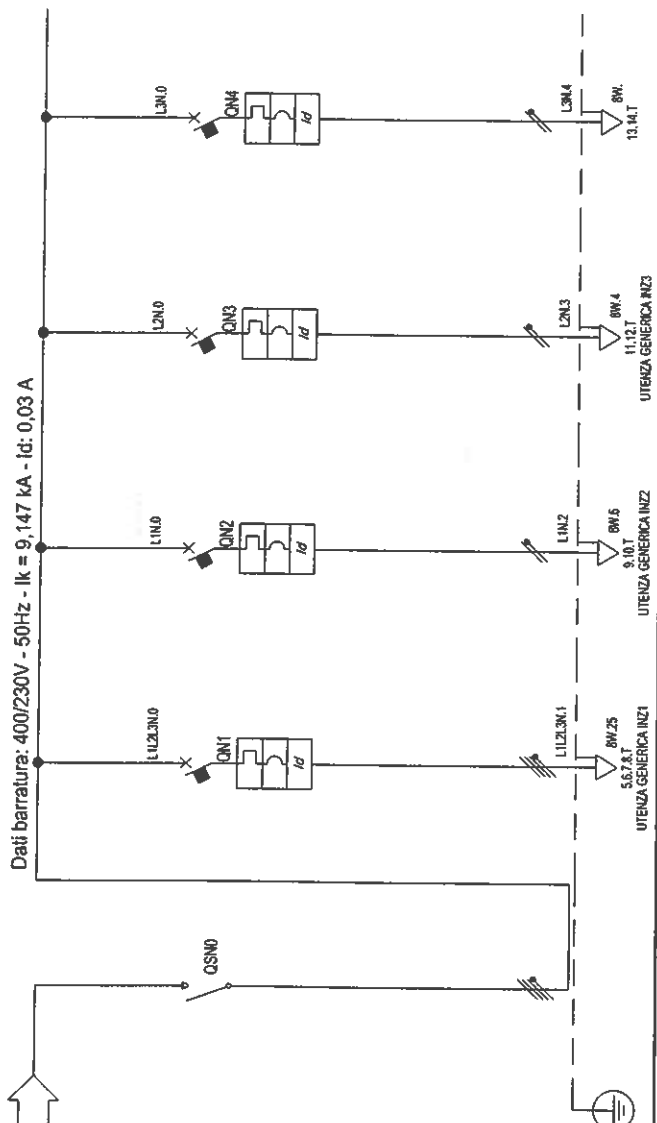 Dati barratura: 400/230V - 50Hz - Ik = 9,147 kA - Id: 0,03 A
QSN0
L1L2L3N.0
QN1
Id
L1L2L3N.1
8W.25
5.6.7.8.T
UTENZA GENERICA INZ1
L1N.0
QN2
Id
L1N.2
8W.6
9.10.T
UTENZA GENERICA INZ2
L2N.0
QN3
Id
L2N.3
8W.4
11.12.T
UTENZA GENERICA INZ3
L3N.0
QN4
Id
L3N.4
8W.
13.14.T